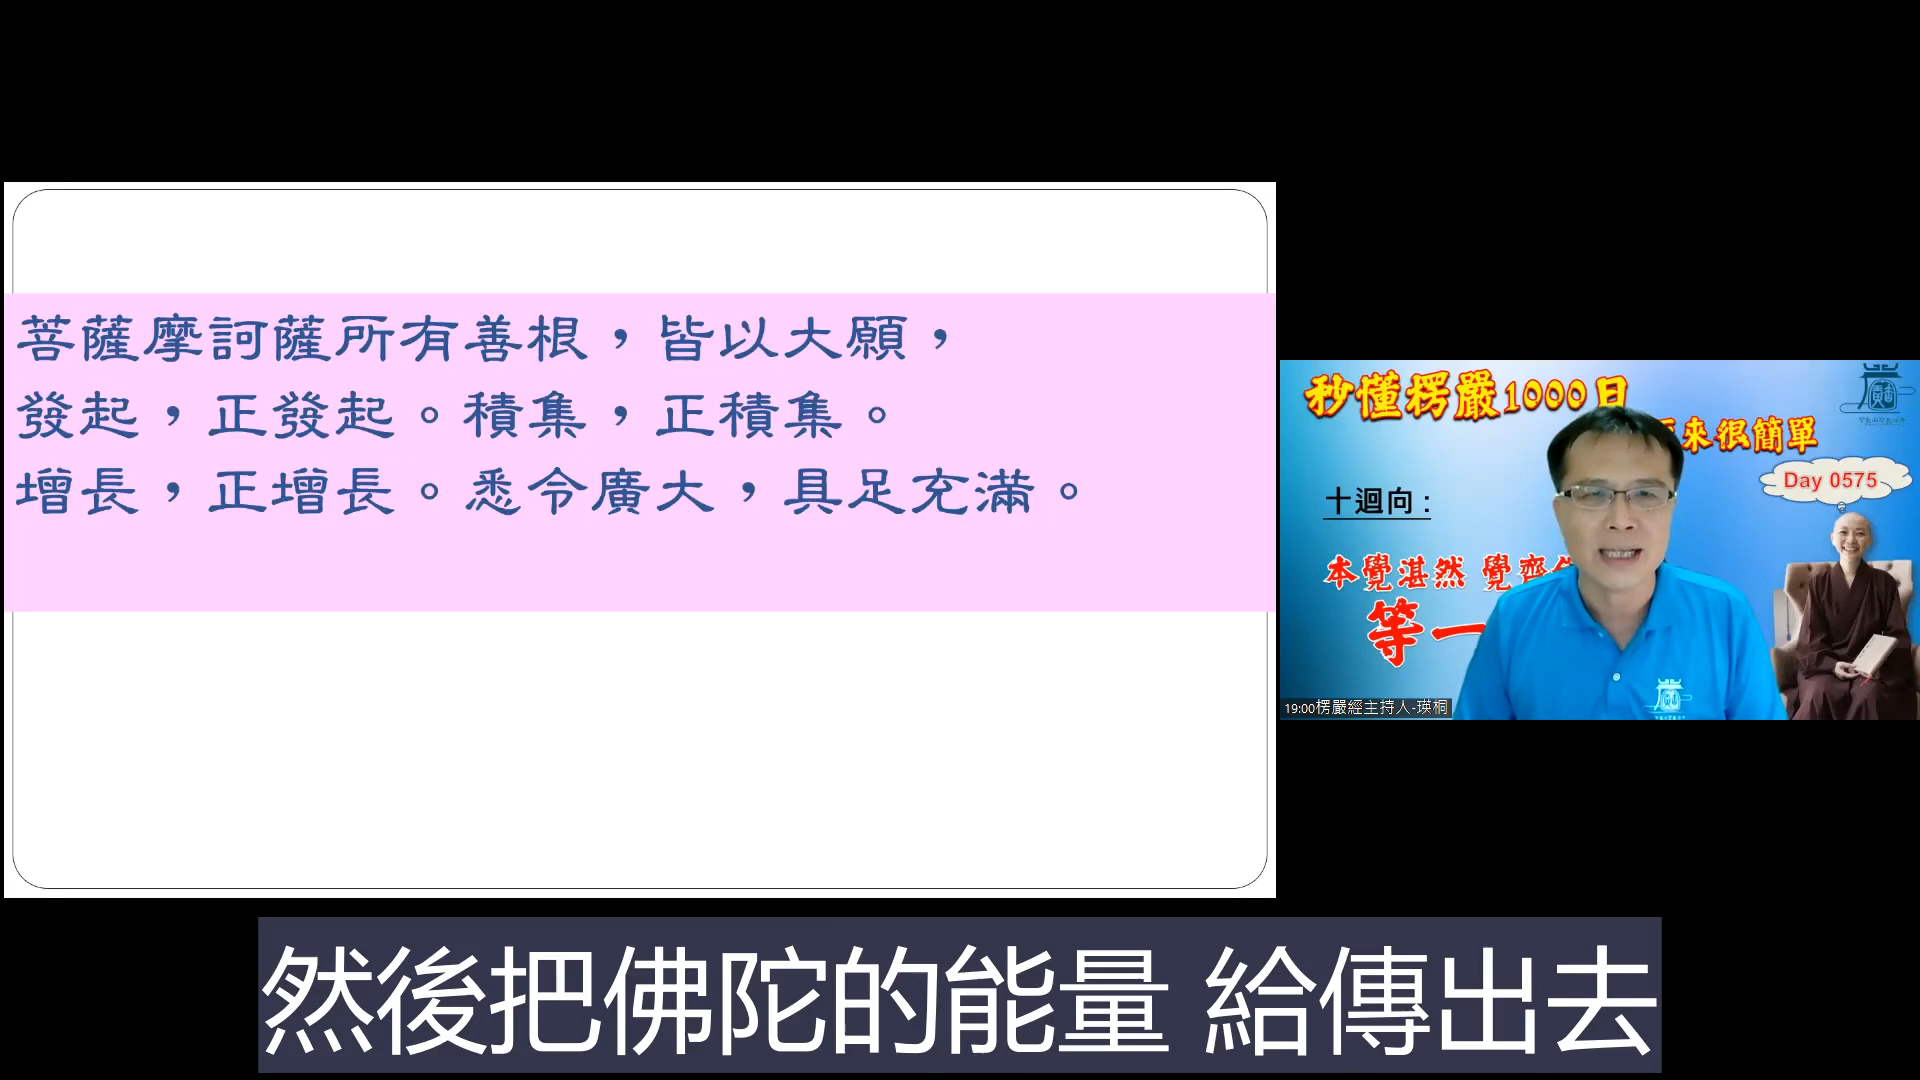 菩薩摩訶薩所有善根，皆以大願，
發起，正發起。積集，正積集。
增長，正增長。悉令廣大，具足充滿。
秒懂楞嚴1000日
來很簡單
Day 0575
十迴向：
本覺湛然 覺齊
等一
19:00楞嚴經主持人-瑛桐
然後把佛陀的能量 給傳出去